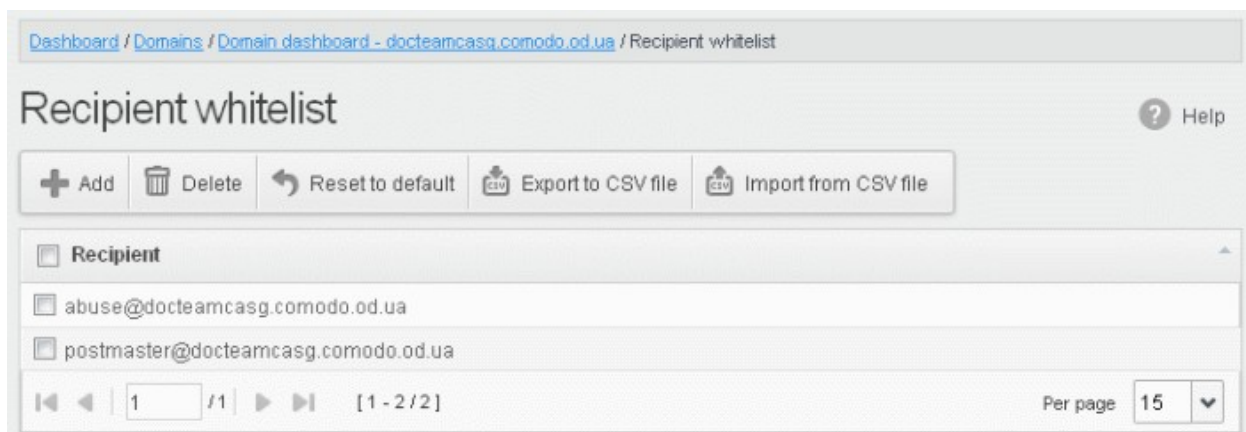 Dashboard / Domains / Domain dashboard - docteamcasg.comodo.od.ua / Recipient whitelist
Recipient whitelist
Help
Add
Delete
Reset to default
CSV
Export to CSV file
CSV
Import from CSV file
Recipient
abuse@docteamcasg.comodo.od.ua
postmaster@docteamcasg.comodo.od.ua
1 /1 [1 - 2 / 2] Per page 15